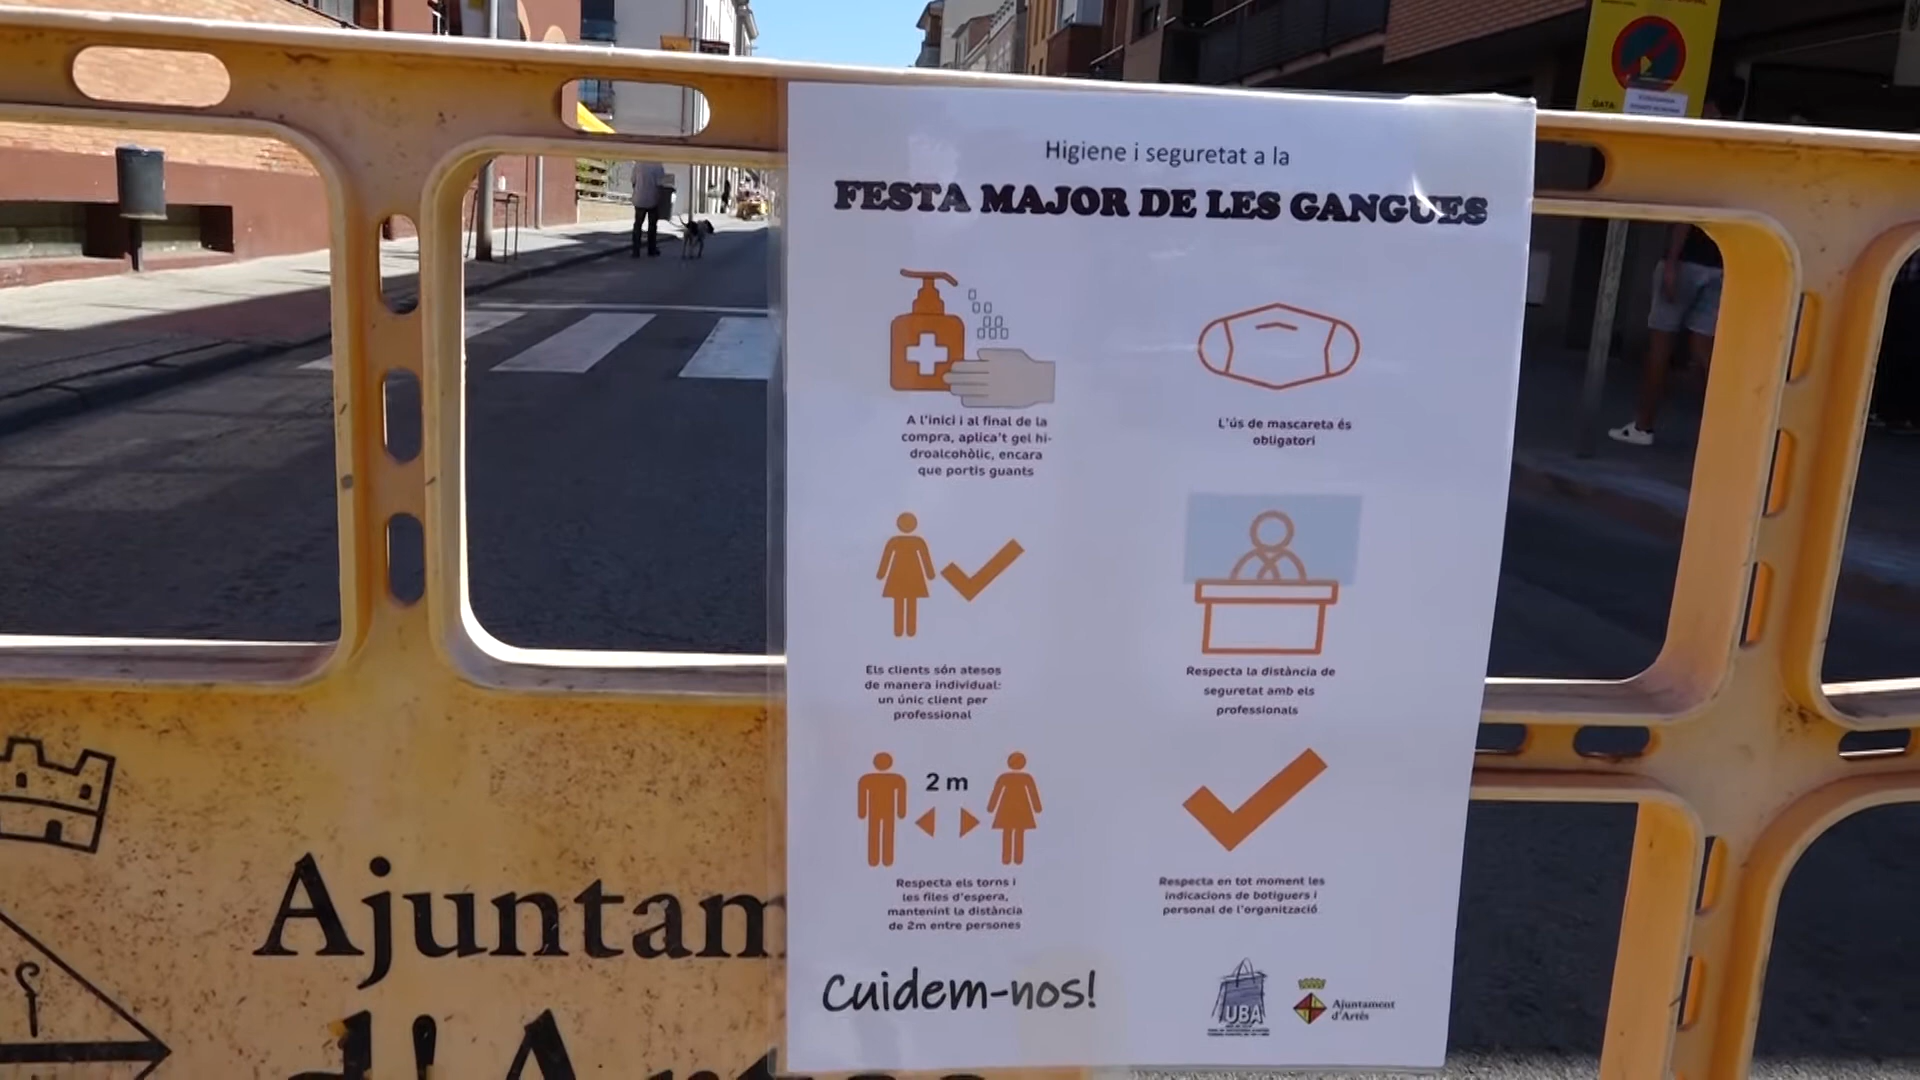 DATA:
Higiene i seguretat a la
FESTA MAJOR DE LES GANGUES
A l'inici i al final de la
compra, aplica't gel hi-
droalcohòlic, encara
que portis guants
L'ús de mascareta és
obligatori
Els clients són atesos
de manera individual:
un únic client per
professional
Respecta la distància de
seguretat amb els
professionals
2 m
Respecta els torns i
les files d'espera,
mantenint la distància
de 2m entre persones
Respecta en tot moment les
indicacions de botiguers i
personal de l'organització
Cuidem-nos!
UBA
Ajuntament
d'Artés
Ajuntam
d'Artés